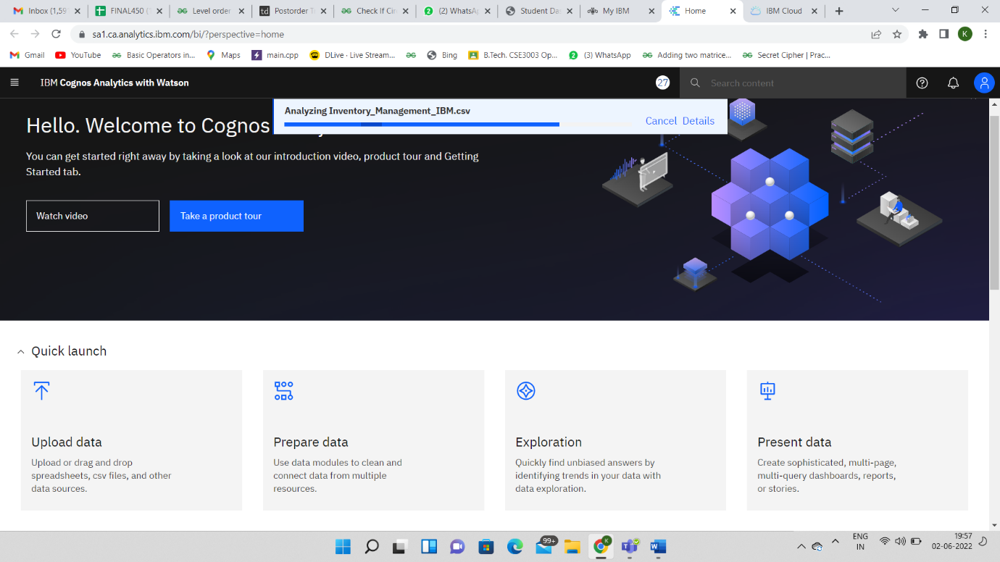 Inbox (1,59
FINAL450 (
Level order
Postorder T
Check If Cir
(2) WhatsAp
Student Das
My IBM
Home
IBM Cloud
sa1.ca.analytics.ibm.com/bi/?perspective=home
K
Gmail
YouTube
Basic Operators in...
Maps
main.cpp
DLive · Live Stream...
Bing
B.Tech. CSE3003 Op...
(3) WhatsApp
Adding two matrice...
Secret Cipher | Prac...
IBM Cognos Analytics with Watson
27
Search content
Analyzing Inventory_Management_IBM.csv
Cancel Details
Hello. Welcome to Cognos
You can get started right away by taking a look at our introduction video, product tour and Getting
Started tab.
Watch video
Take a product tour
Quick launch
Upload data
Upload or drag and drop
spreadsheets, csv files, and other
data sources.
Prepare data
Use data modules to clean and
connect data from multiple
resources.
Exploration
Quickly find unbiased answers by
identifying trends in your data with
data exploration.
Present data
Create sophisticated, multi-page,
multi-query dashboards, reports,
or stories.
99+
K
ENG
IN
19:57
02-06-2022